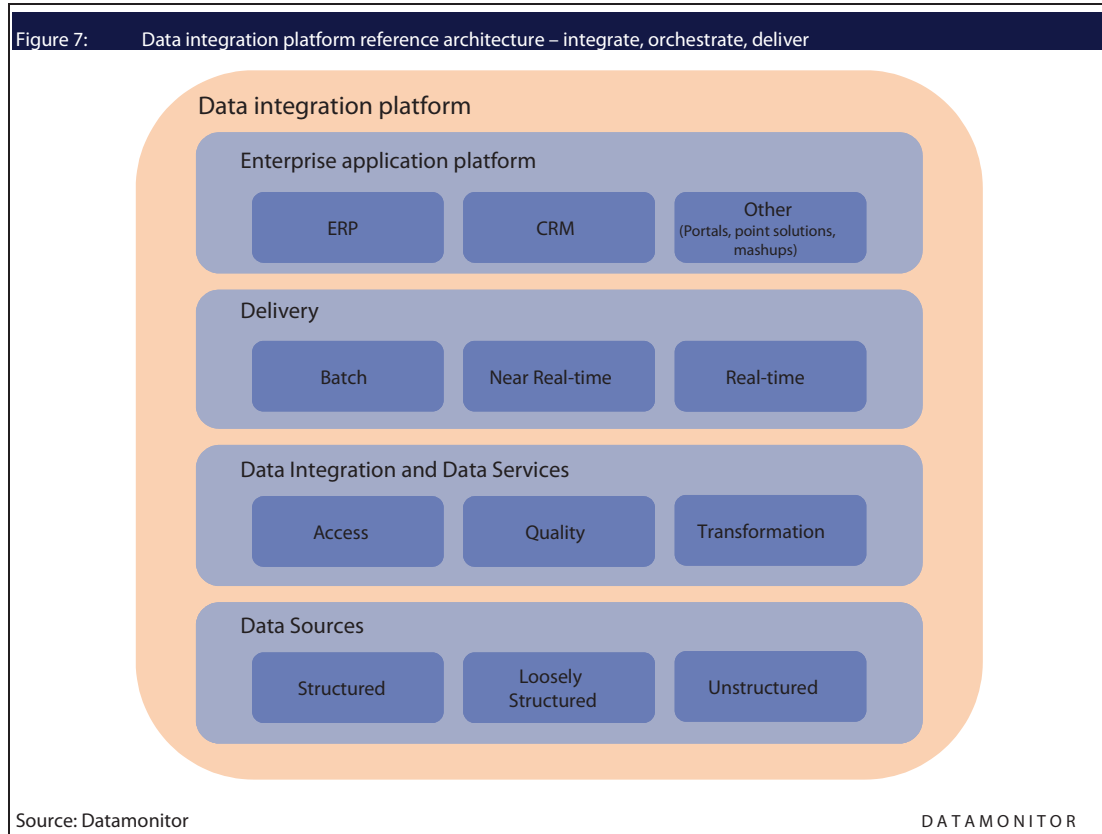 Figure 7: Data integration platform reference architecture – integrate, orchestrate, deliver
Data integration platform
Enterprise application platform
ERP
CRM
Other
(Portals, point solutions,
mashups)
Delivery
Batch
Near Real-time
Real-time
Data Integration and Data Services
Access
Quality
Transformation
Data Sources
Structured
Loosely
Structured
Unstructured
Source: Datamonitor
DATAMONITOR